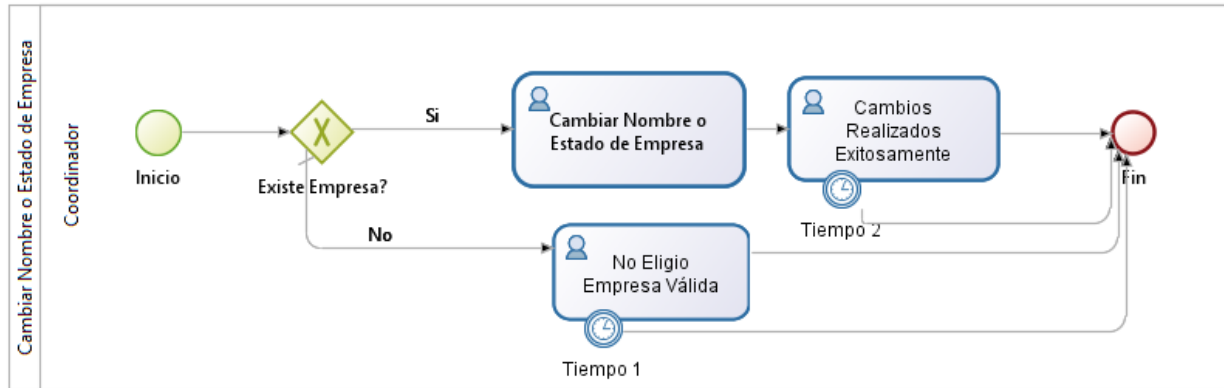 Cambiar Nombre o Estado de Empresa
Coordinador
Inicio
Existe Empresa?
Si
No
Cambiar Nombre o
Estado de Empresa
Cambios
Realizados
Exitosamente
Tiempo 2
Fin
No Eligio
Empresa Válida
Tiempo 1